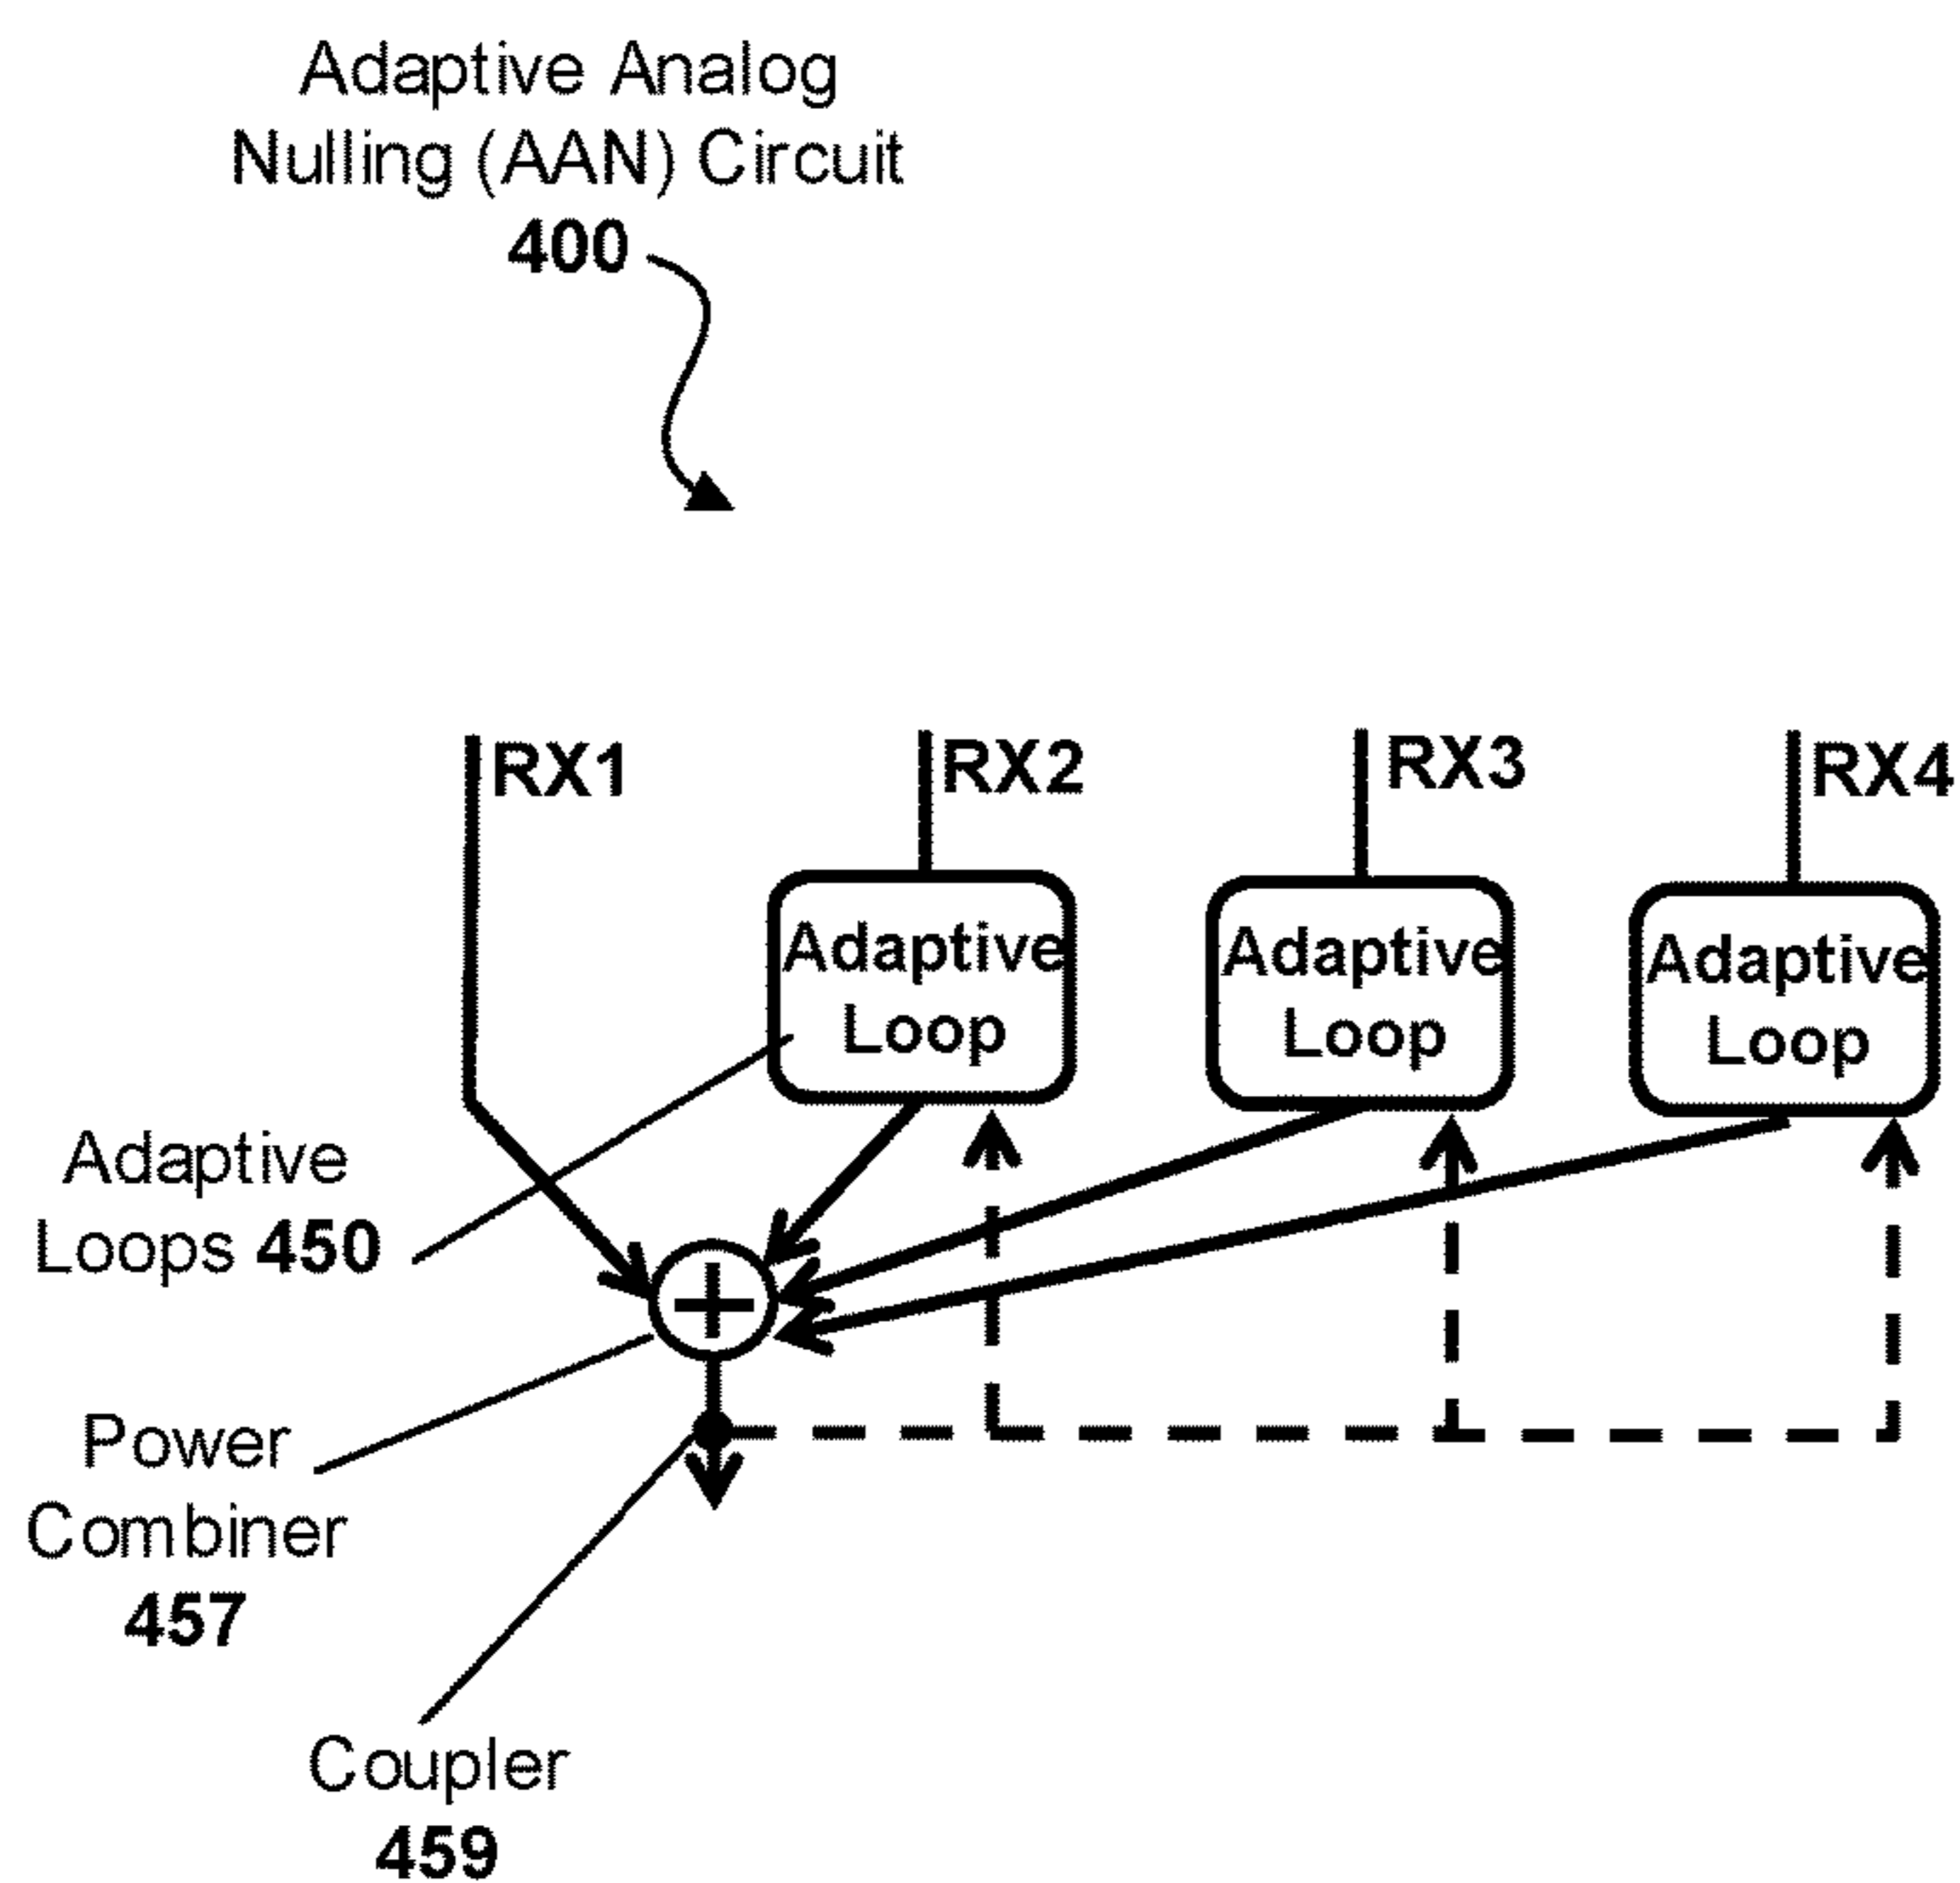 Adaptive Analog
Nulling (AAN) Circuit
400
RX1
RX2
RX3
RX4
Adaptive
Loop
Adaptive
Loop
Adaptive
Loop
Adaptive
Loops 450
Power
Combiner
457
Coupler
459